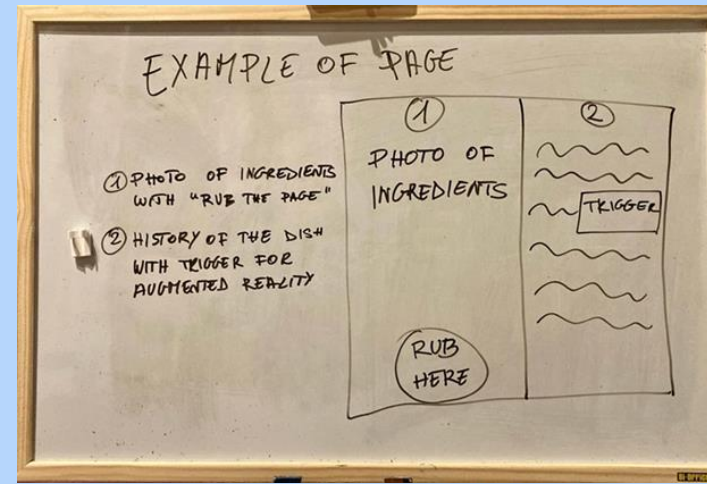 EXAMPLE OF PAGE
① PHOTO OF INGREDIENTS
WITH "RUB THE PAGE"
② HISTORY OF THE DISH
WITH TRIGGER FOR
AUGMENTED REALITY
①
PHOTO OF
INGREDIENTS
RUB
HERE
②
TRIGGER